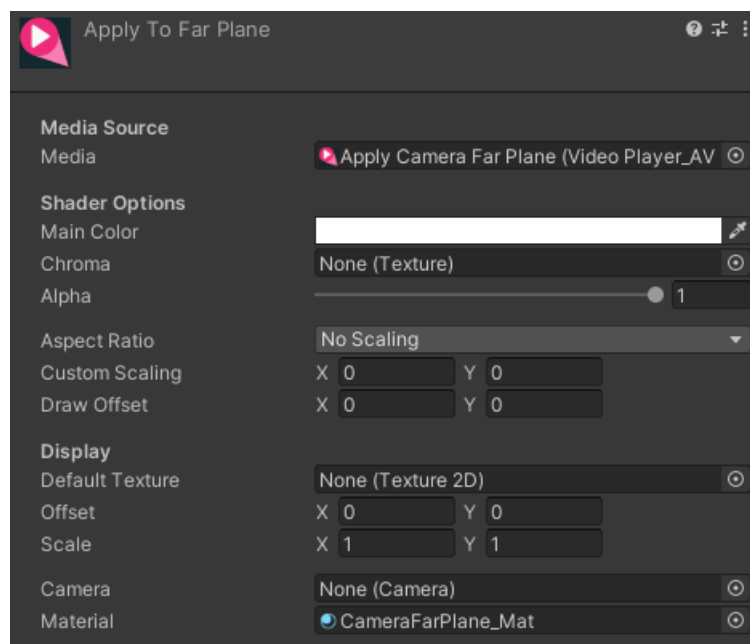 Apply To Far Plane
Media Source
Media Apply Camera Far Plane (Video Player_AV
Shader Options
Main Color
Chroma None (Texture)
Alpha 1
Aspect Ratio No Scaling
Custom Scaling X 0 Y 0
Draw Offset X 0 Y 0
Display
Default Texture None (Texture 2D)
Offset X 0 Y 0
Scale X 1 Y 1
Camera None (Camera)
Material CameraFarPlane_Mat